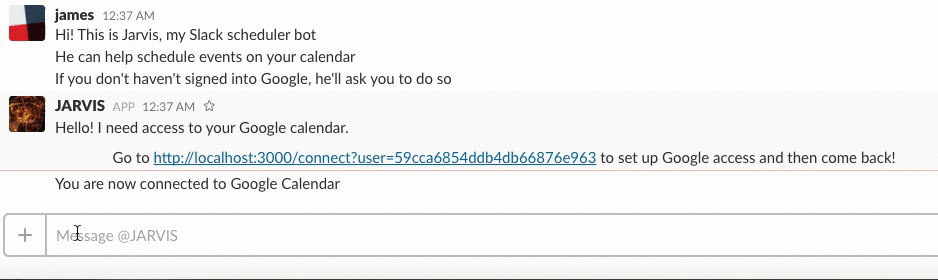 james 12:37 AM
Hi! This is Jarvis, my Slack scheduler bot
He can help schedule events on your calendar
If you don't haven't signed into Google, he'll ask you to do so
JARVIS APP 12:37 AM
Hello! I need access to your Google calendar.
Go to http://localhost:3000/connect?user=59cca6854ddb4db66876e963 to set up Google access and then come back!
You are now connected to Google Calendar
Message @JARVIS